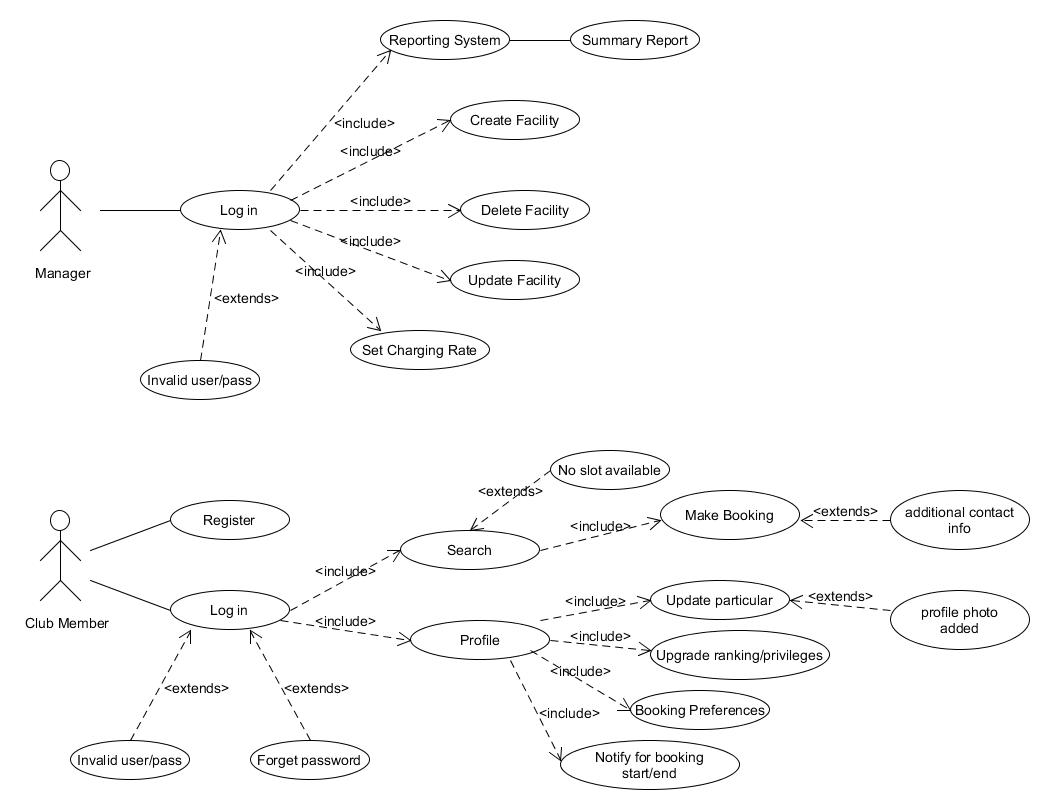 Reporting System
Summary Report
<include>
Create Facility
<include>
<include>
Delete Facility
Log in
<include>
Update Facility
Manager
<include>
<extends>
Set Charging Rate
Invalid user/pass
No slot available
<extends>
Make Booking
<extends>
additional contact
info
Register
<include>
Search
<include>
Log in
Club Member
<include>
Profile
<include>
Update particular
<extends>
profile photo
added
<include>
Upgrade ranking/privileges
<include>
Booking Preferences
<include>
<extends>
<extends>
Invalid user/pass
Forget password
Notify for booking
start/end